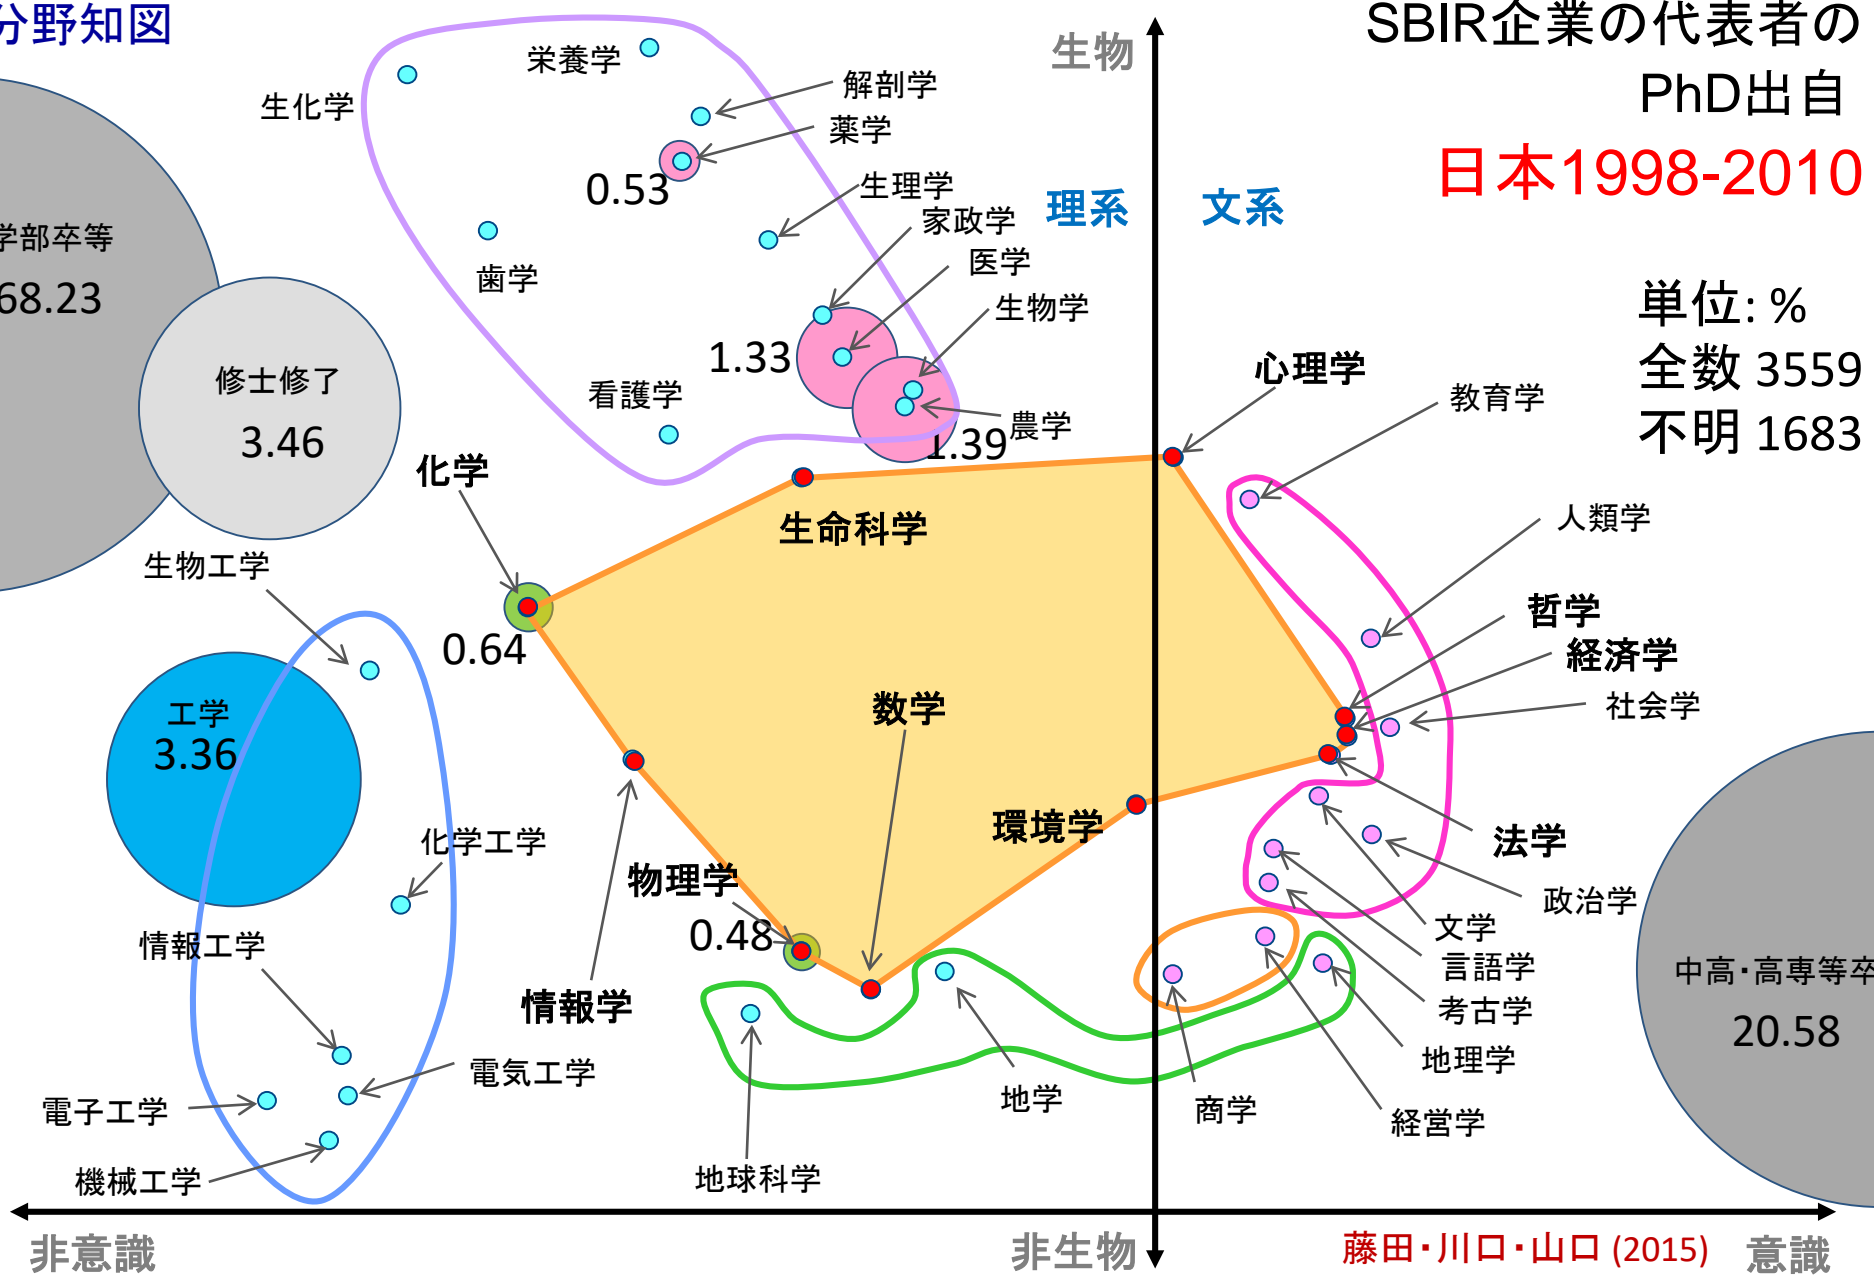 分野知図
SBIR企業の代表者の
PhD出自
日本1998-2010
単位: %
全数 3559
不明 1683
生物
理系
文系
栄養学
生化学
解剖学
薬学
0.53
生理学
家政学
歯学
医学
生物学
1.33
看護学
農学
1.39
学部卒等
68.23
修士修了
3.46
心理学
教育学
化学
生命科学
人類学
生物工学
哲学
0.64
経済学
工学
3.36
数学
社会学
化学工学
環境学
法学
物理学
0.48
政治学
情報工学
文学
言語学
中高・高専等卒
20.58
情報学
考古学
地理学
電気工学
電子工学
地学
商学
経営学
機械工学
地球科学
非意識
非生物
藤田・川口・山口 (2015)
意識